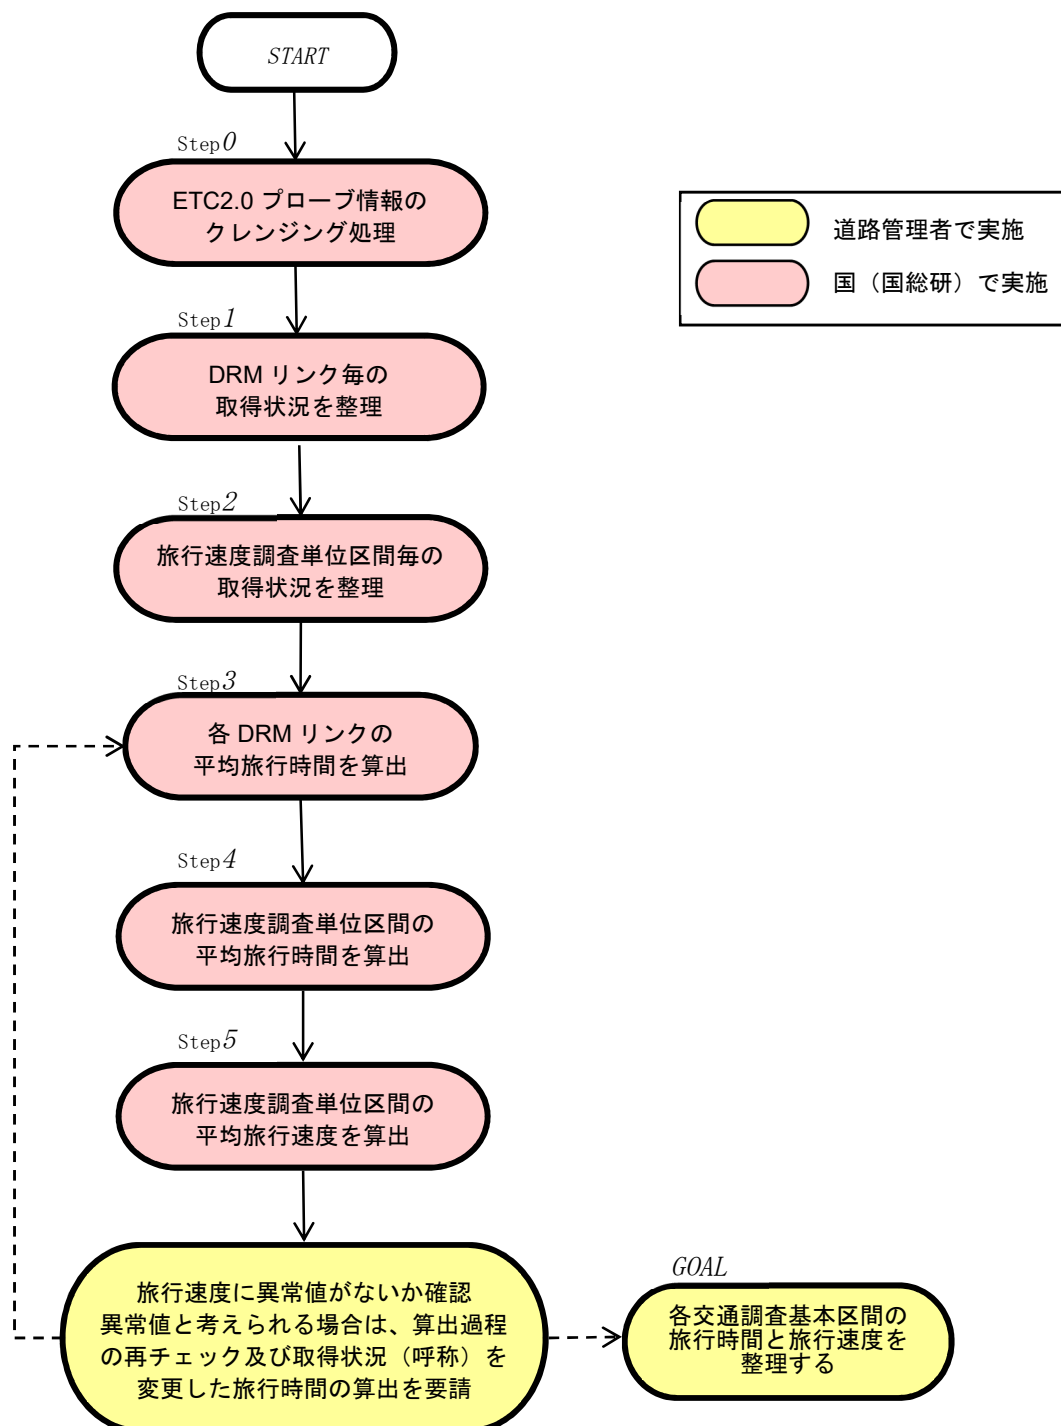 START
Step0
ETC2.0 プローブ情報の
クレンジング処理
道路管理者で実施
国（国総研）で実施
Step1
DRM リンク毎の
取得状況を整理
Step2
旅行速度調査単位区間毎の
取得状況を整理
Step3
各 DRM リンクの
平均旅行時間を算出
Step4
旅行速度調査単位区間の
平均旅行時間を算出
Step5
旅行速度調査単位区間の
平均旅行速度を算出
旅行速度に異常値がないか確認
異常値と考えられる場合は、算出過程
の再チェック及び取得状況（呼称）を
変更した旅行時間の算出を要請
GOAL
各交通調査基本区間の
旅行時間と旅行速度を
整理する